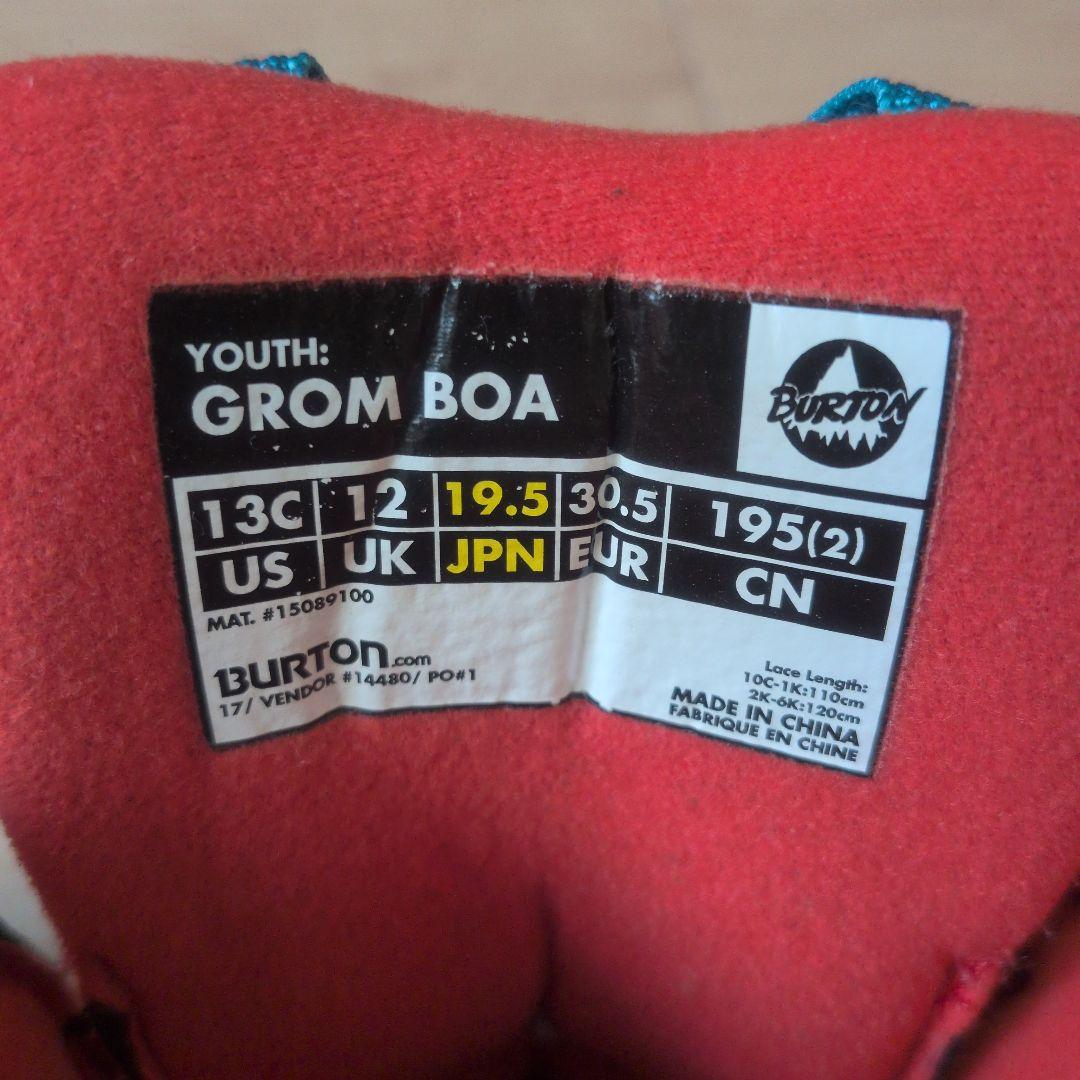 YOUTH:
GROM BOA
BURTON
13C 12 19.5 30.5 195(2)
US UK JPN EUR CN
MAT. #15089100
BURTON.com
17/ VENDOR #14480/ PO#1
Lace Length:
10C-1K:110cm
2K-6K:120cm
MADE IN CHINA
FABRIQUE EN CHINE